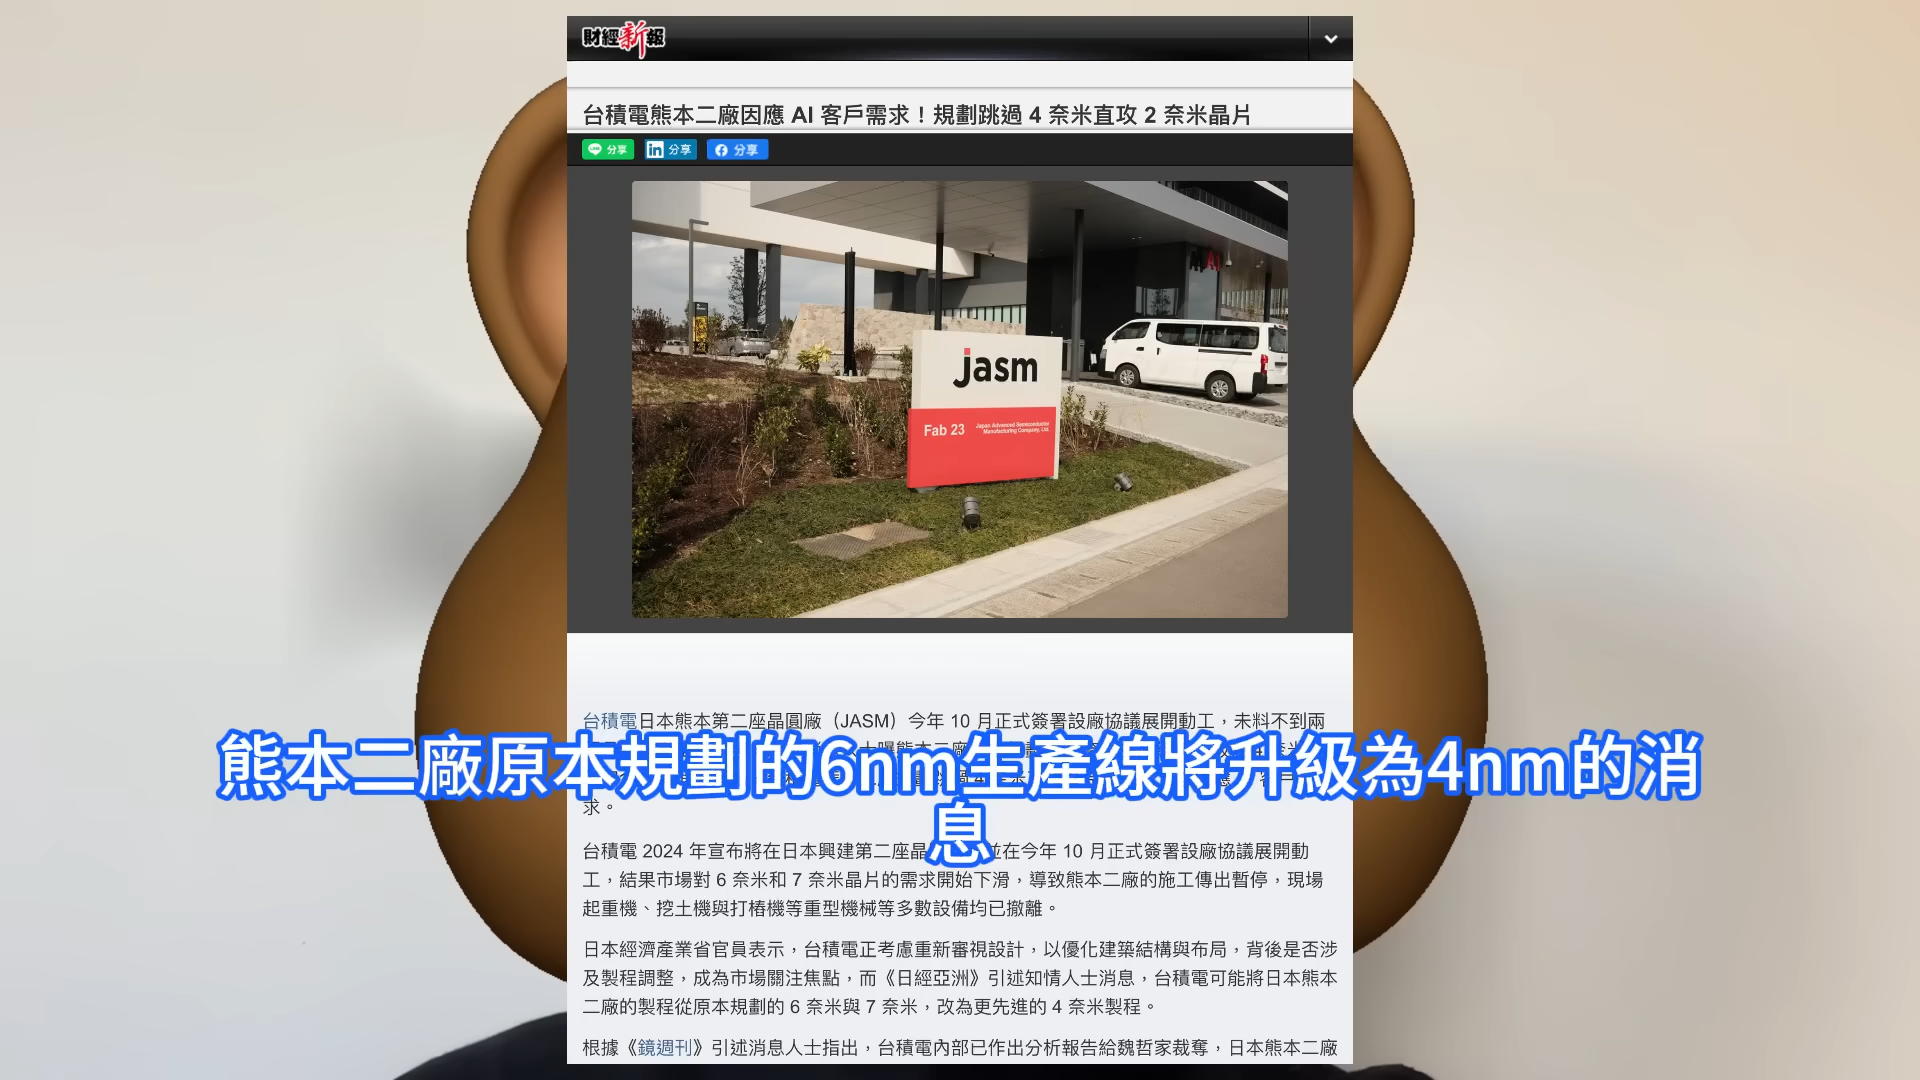 財經新報
台積電熊本二廠因應 AI 客戶需求！規劃跳過 4 奈米直攻 2 奈米晶片
分享 分享 分享
jasm
Fab 23
Japan Advanced Semiconductor
Manufacturing Company, Ltd.
台積電日本熊本第二座晶圓廠（JASM）今年 10 月正式簽署設廠協議展開動工，未料不到兩
熊本二廠原本規劃的6nm生產線將升級為4nm的消
息
求。
台積電 2024 年宣布將在日本興建第二座晶 並在今年 10 月正式簽署設廠協議展開動
工，結果市場對 6 奈米和 7 奈米晶片的需求開始下滑，導致熊本二廠的施工傳出暫停，現場
起重機、挖土機與打樁機等重型機械等多數設備均已撤離。
日本經濟產業省官員表示，台積電正考慮重新審視設計，以優化建築結構與布局，背後是否涉
及製程調整，成為市場關注焦點，而《日經亞洲》引述知情人士消息，台積電可能將日本熊本
二廠的製程從原本規劃的 6 奈米與 7 奈米，改為更先進的 4 奈米製程。
根據《鏡週刊》引述消息人士指出，台積電內部已作出分析報告給魏哲家裁奪，日本熊本二廠